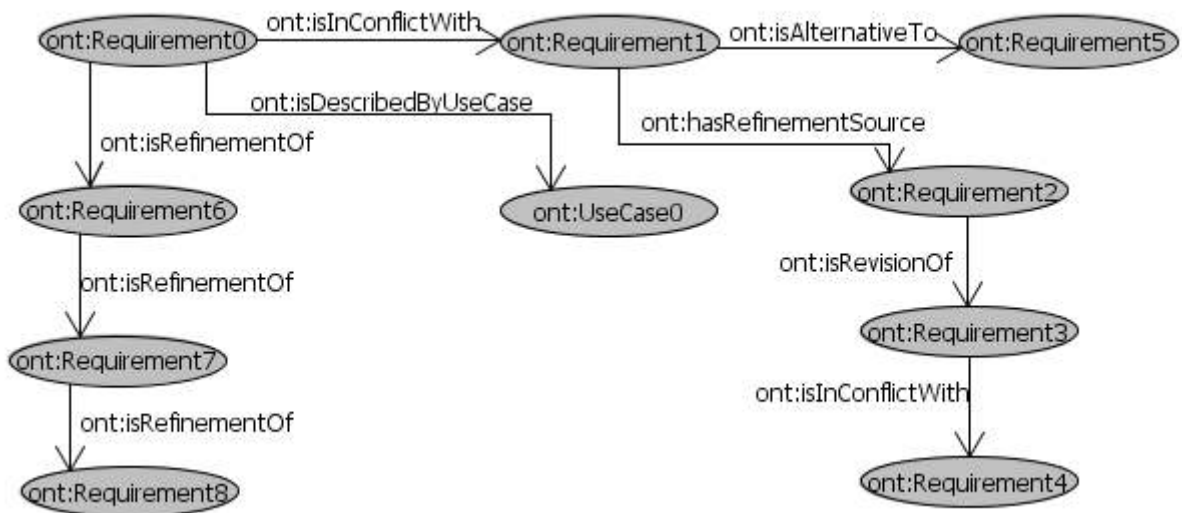 ont:isInConflictWith
ont:Requirement0
ont:Requirement1
ont:isAlternativeTo
ont:Requirement5
ont:isDescribedByUseCase
ont:hasRefinementSource
ont:isRefinementOf
ont:Requirement6
ont:UseCase0
ont:Requirement2
ont:isRefinementOf
ont:isRevisionOf
ont:Requirement7
ont:Requirement3
ont:isRefinementOf
ont:isInConflictWith
ont:Requirement8
ont:Requirement4